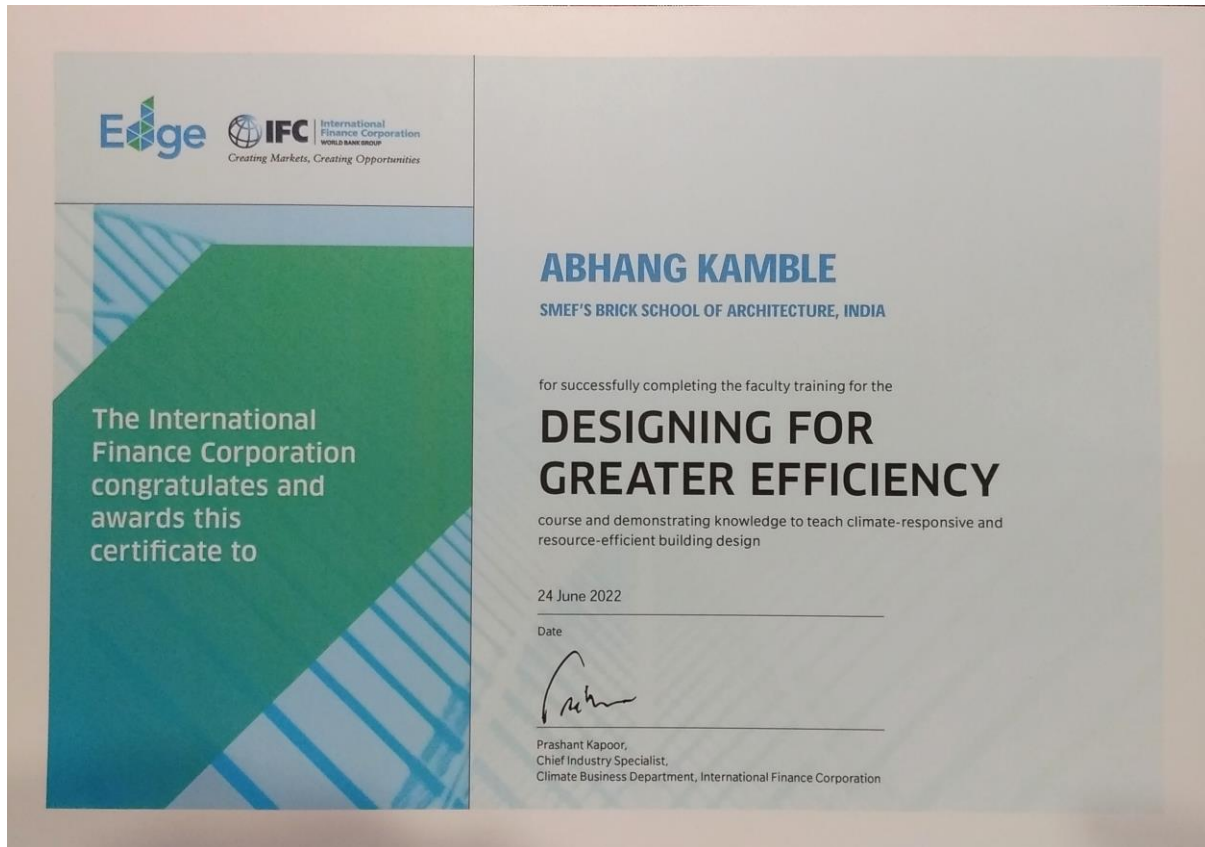 Edge
IFC
International
Finance Corporation
WORLD BANK GROUP
Creating Markets, Creating Opportunities
The International
Finance Corporation
congratulates and
awards this
certificate to
ABHANG KAMBLE
SMEF'S BRICK SCHOOL OF ARCHITECTURE, INDIA
for successfully completing the faculty training for the
DESIGNING FOR
GREATER EFFICIENCY
course and demonstrating knowledge to teach climate-responsive and
resource-efficient building design
24 June 2022
Date
Prashant Kapoor,
Chief Industry Specialist,
Climate Business Department, International Finance Corporation